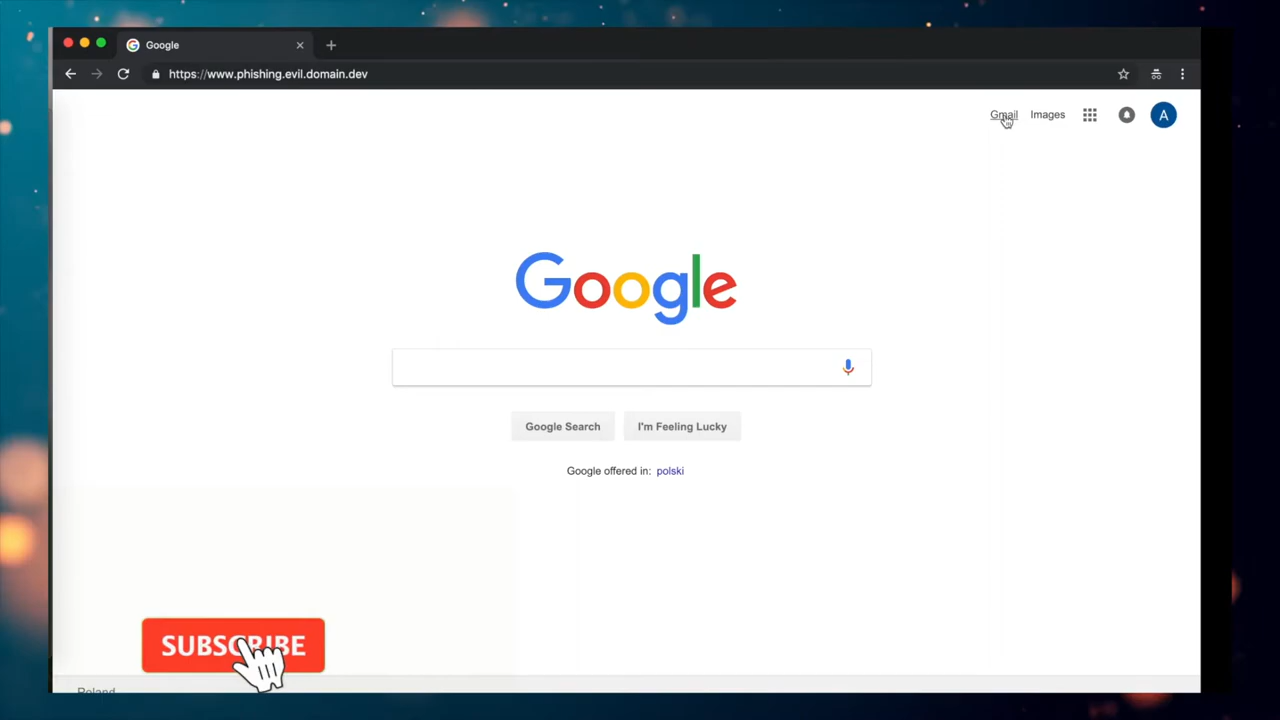 Google
https://www.phishing.evil.domain.dev
Gmail Images A
Google
Google Search I'm Feeling Lucky
Google offered in: polski
SUBSCRIBE
Poland